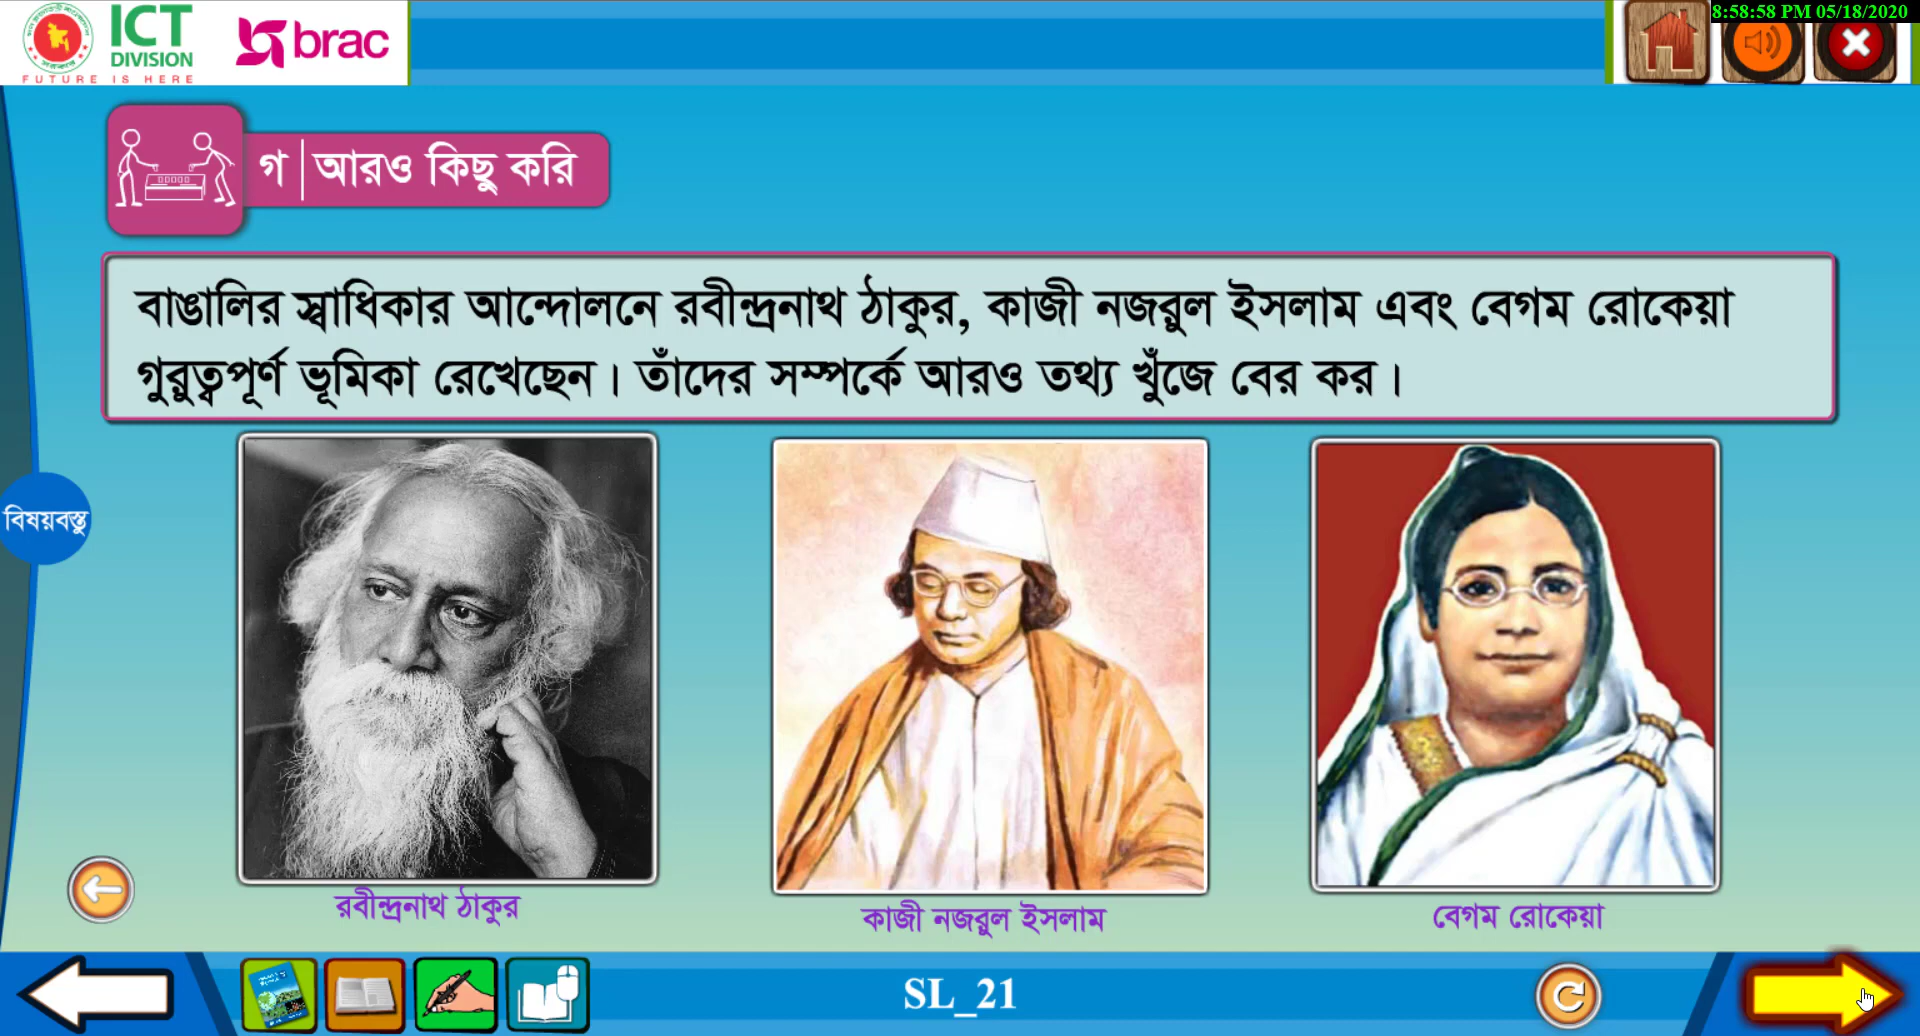 8:58:58 PM 05/18/2020
ICT
DIVISION
FUTURE IS HERE
brac
গ | আরও কিছু করি
বাঙালির স্বাধিকার আন্দোলনে রবীন্দ্রনাথ ঠাকুর, কাজী নজরুল ইসলাম এবং বেগম রোকেয়া
গুরুত্বপূর্ণ ভূমিকা রেখেছেন। তাঁদের সম্পর্কে আরও তথ্য খুঁজে বের কর।
বিষয়বস্তু
রবীন্দ্রনাথ ঠাকুর
কাজী নজরুল ইসলাম
বেগম রোকেয়া
SL_21